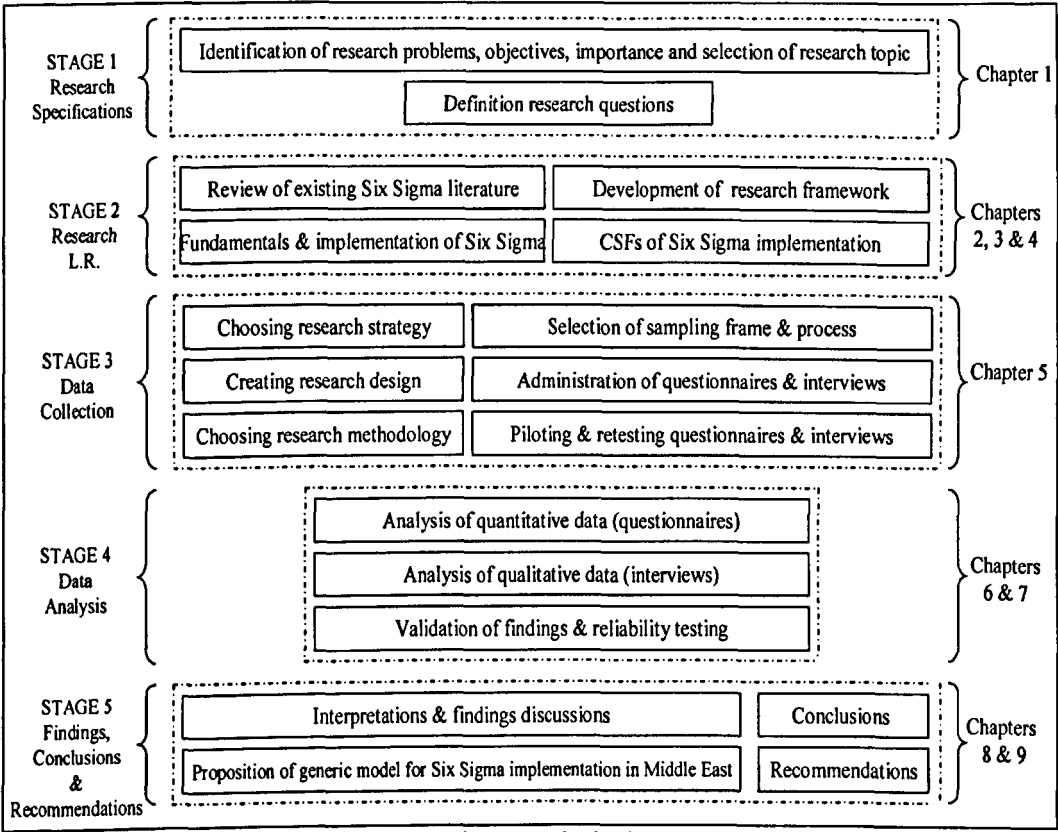 STAGE 1
Research
Specifications
Identification of research problems, objectives, importance and selection of research topic
Definition research questions
Chapter 1
STAGE 2
Research
L.R.
Review of existing Six Sigma literature
Development of research framework
Fundamentals & implementation of Six Sigma
CSFs of Six Sigma implementation
Chapters
2, 3 & 4
STAGE 3
Data
Collection
Choosing research strategy
Selection of sampling frame & process
Creating research design
Administration of questionnaires & interviews
Choosing research methodology
Piloting & retesting questionnaires & interviews
Chapter 5
STAGE 4
Data
Analysis
Analysis of quantitative data (questionnaires)
Analysis of qualitative data (interviews)
Validation of findings & reliability testing
Chapters
6 & 7
STAGE 5
Findings,
Conclusions
&
Recommendations
Interpretations & findings discussions
Conclusions
Proposition of generic model for Six Sigma implementation in Middle East
Recommendations
Chapters
8 & 9